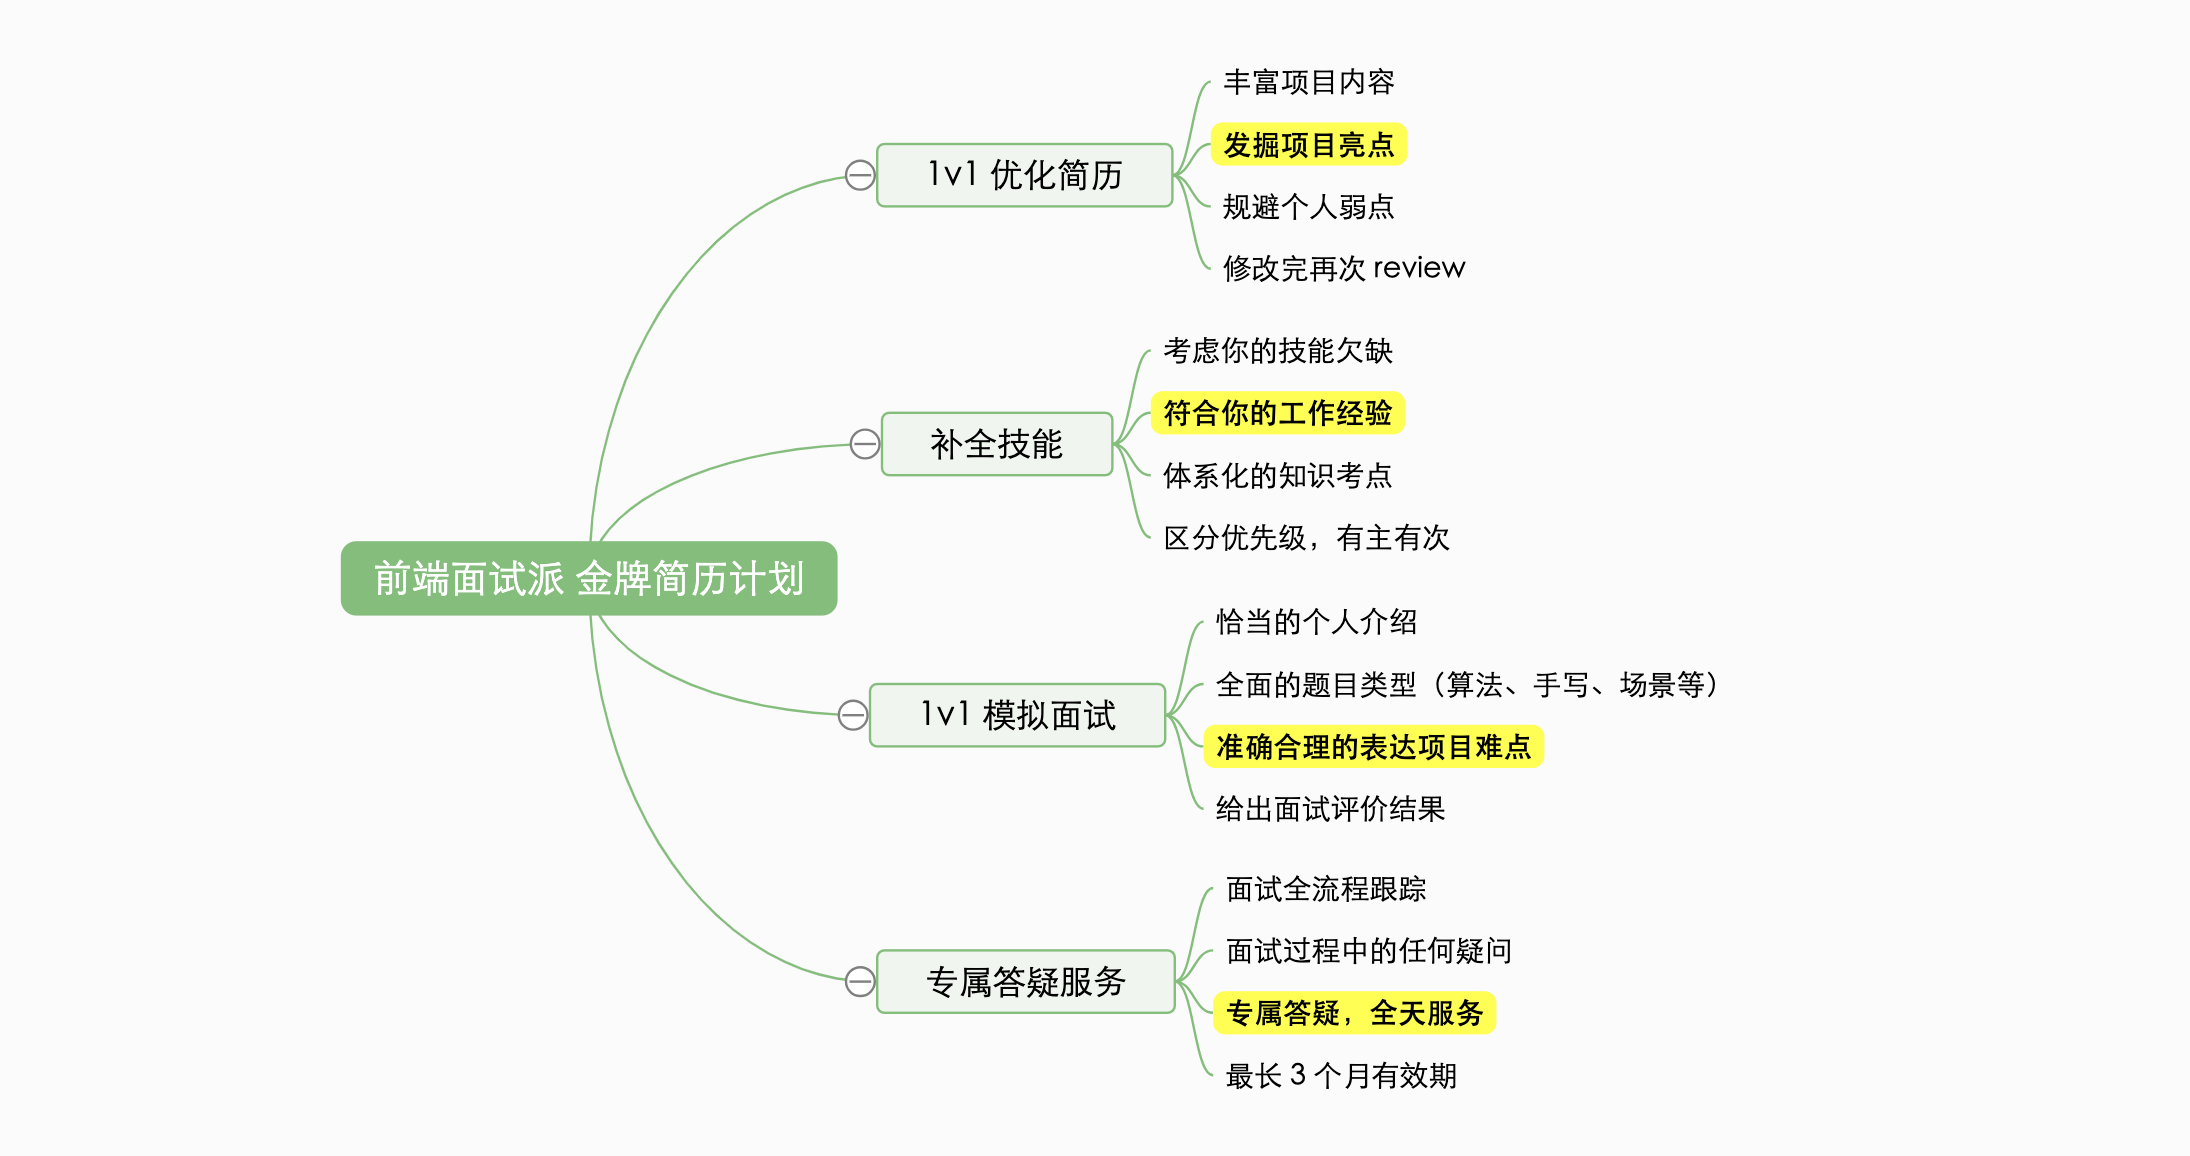 前端面试派 金牌简历计划
1v1 优化简历
丰富项目内容
发掘项目亮点
规避个人弱点
修改完再次 review
补全技能
考虑你的技能欠缺
符合你的工作经验
体系化的知识考点
区分优先级，有主有次
1v1 模拟面试
恰当的个人介绍
全面的题目类型（算法、手写、场景等）
准确合理的表达项目难点
给出面试评价结果
专属答疑服务
面试全流程跟踪
面试过程中的任何疑问
专属答疑，全天服务
最长 3 个月有效期